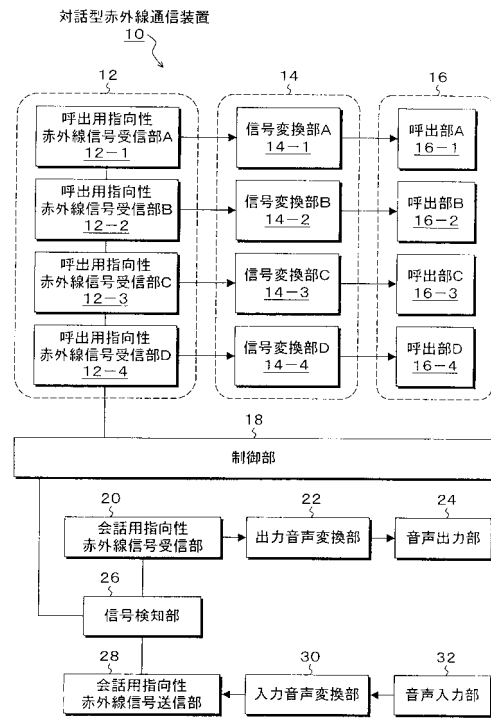 対話型赤外線通信装置
10
12
14
16
呼出用指向性
赤外線信号受信部A
12-1
信号変換部A
14-1
呼出部A
16-1
呼出用指向性
赤外線信号受信部B
12-2
信号変換部B
14-2
呼出部B
16-2
呼出用指向性
赤外線信号受信部C
12-3
信号変換部C
14-3
呼出部C
16-3
呼出用指向性
赤外線信号受信部D
12-4
信号変換部D
14-4
呼出部D
16-4
18
制御部
20
22
24
会話用指向性
赤外線信号受信部
出力音声変換部
音声出力部
26
信号検知部
28
30
32
会話用指向性
赤外線信号送信部
入力音声変換部
音声入力部